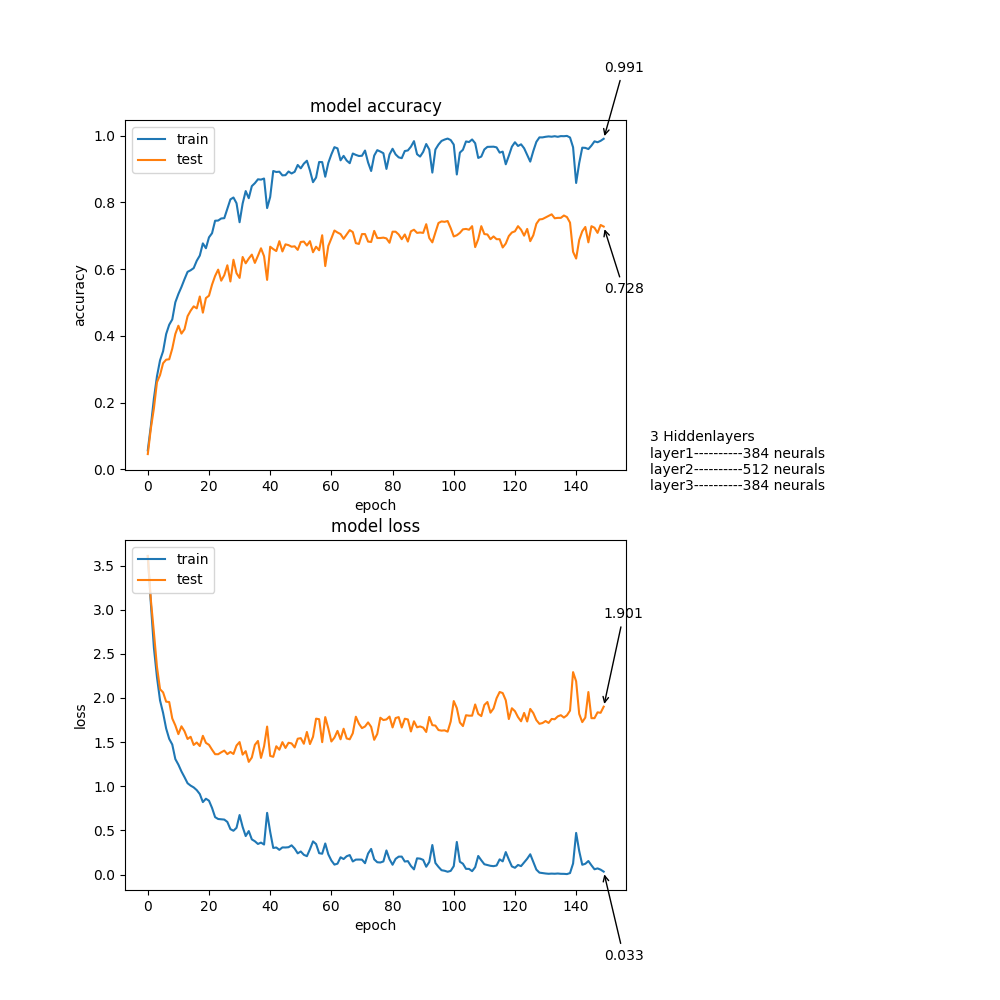 0.991
model accuracy
train
test
1.0
0.8
0.6
0.4
0.2
0.0
accuracy
0.728
0 20 40 60 80 100 120 140
epoch
3 Hiddenlayers
layer1----------384 neurals
layer2----------512 neurals
layer3----------384 neurals
model loss
train
test
3.5
3.0
2.5
2.0
1.5
1.0
0.5
0.0
loss
1.901
0 20 40 60 80 100 120 140
epoch
0.033